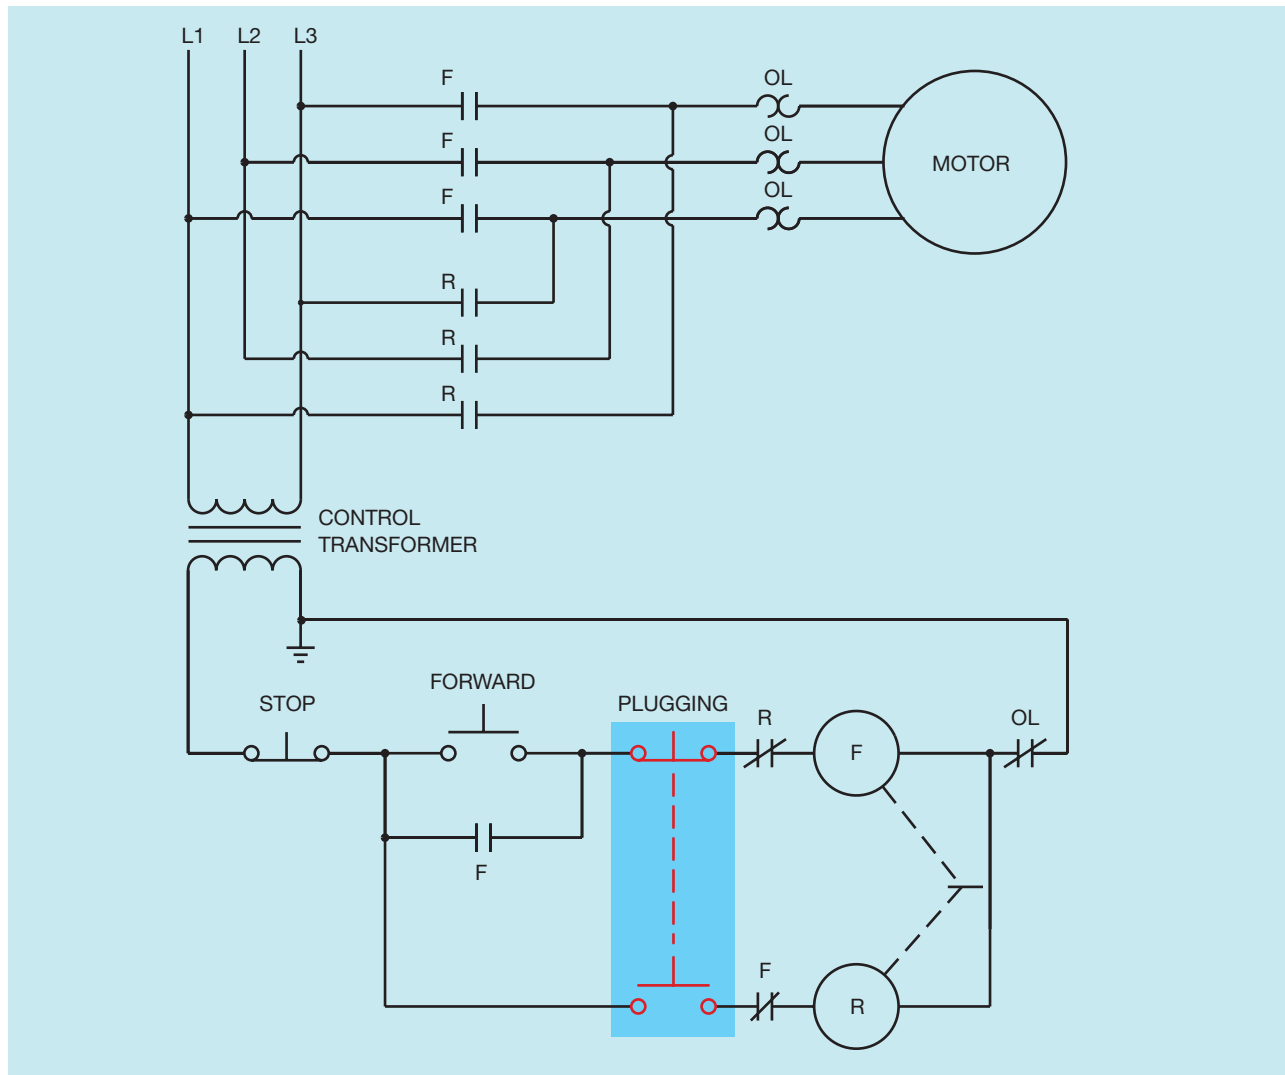 L1 L2 L3
F OL
F OL
MOTOR
F OL
R
R
R
CONTROL
TRANSFORMER
FORWARD
STOP PLUGGING R OL
F
F
F
R